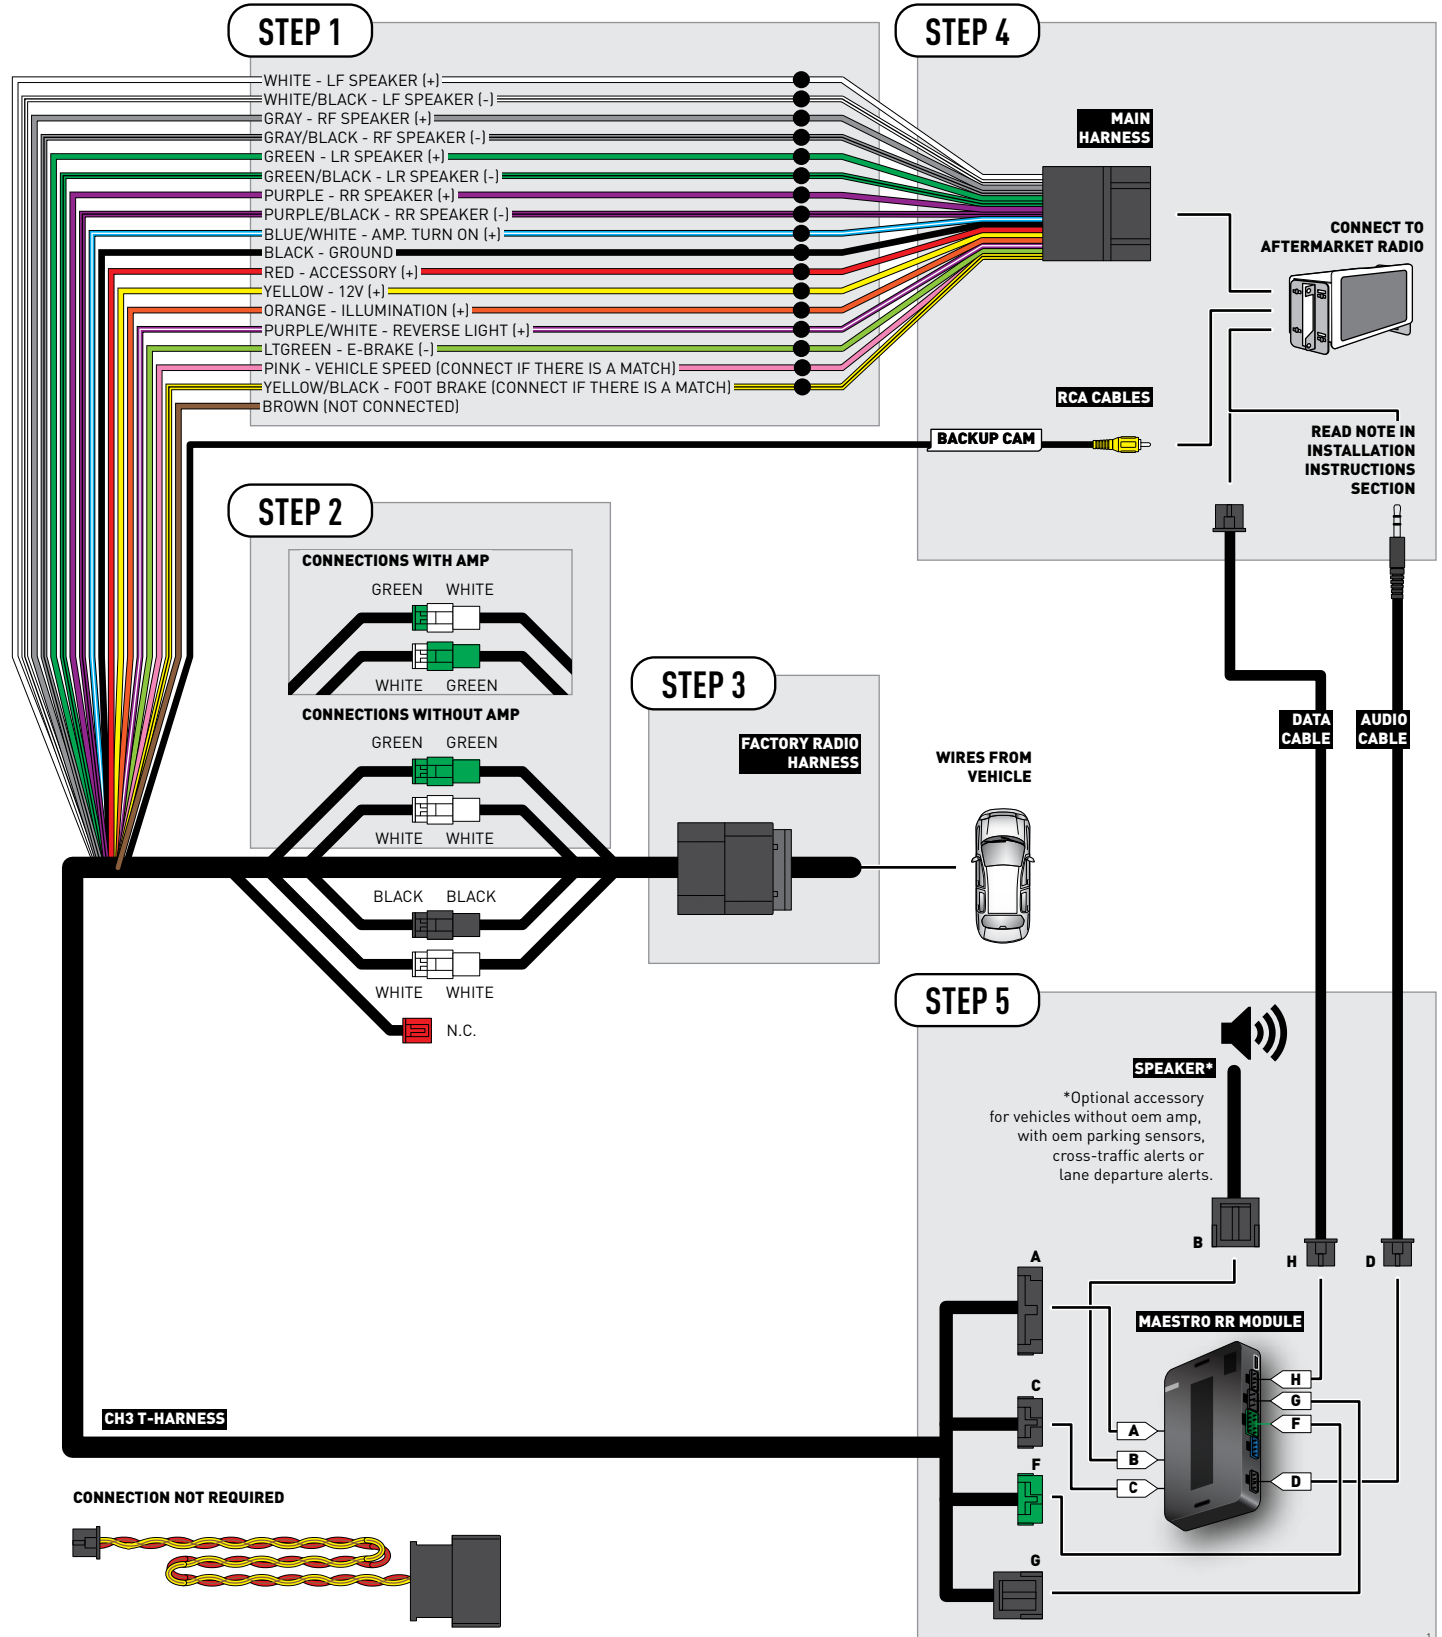 STEP 1
WHITE - LF SPEAKER (+)
WHITE/BLACK - LF SPEAKER (-)
GRAY - RF SPEAKER (+)
GRAY/BLACK - RF SPEAKER (-)
GREEN - LR SPEAKER (+)
GREEN/BLACK - LR SPEAKER (-)
PURPLE - RR SPEAKER (+)
PURPLE/BLACK - RR SPEAKER (-)
BLUE/WHITE - AMP. TURN ON (+)
BLACK - GROUND
RED - ACCESSORY (+)
YELLOW - 12V (+)
ORANGE - ILLUMINATION (+)
PURPLE/WHITE - REVERSE LIGHT (+)
LTGREEN - E-BRAKE (-)
PINK - VEHICLE SPEED (CONNECT IF THERE IS A MATCH)
YELLOW/BLACK - FOOT BRAKE (CONNECT IF THERE IS A MATCH)
BROWN (NOT CONNECTED)
STEP 4
MAIN
HARNESS
CONNECT TO
AFTERMARKET RADIO
RCA CABLES
BACKUP CAM
READ NOTE IN
INSTALLATION
INSTRUCTIONS
SECTION
DATA
CABLE
AUDIO
CABLE
STEP 2
CONNECTIONS WITH AMP
GREEN WHITE
WHITE GREEN
CONNECTIONS WITHOUT AMP
GREEN GREEN
WHITE WHITE
BLACK BLACK
WHITE WHITE
N.C.
STEP 3
FACTORY RADIO
HARNESS
WIRES FROM
VEHICLE
STEP 5
SPEAKER*
*Optional accessory
for vehicles without oem amp,
with oem parking sensors,
cross-traffic alerts or
lane departure alerts.
B
H
D
A
C
F
G
MAESTRO RR MODULE
A
B
C
H
G
F
D
CH3 T-HARNESS
CONNECTION NOT REQUIRED
1